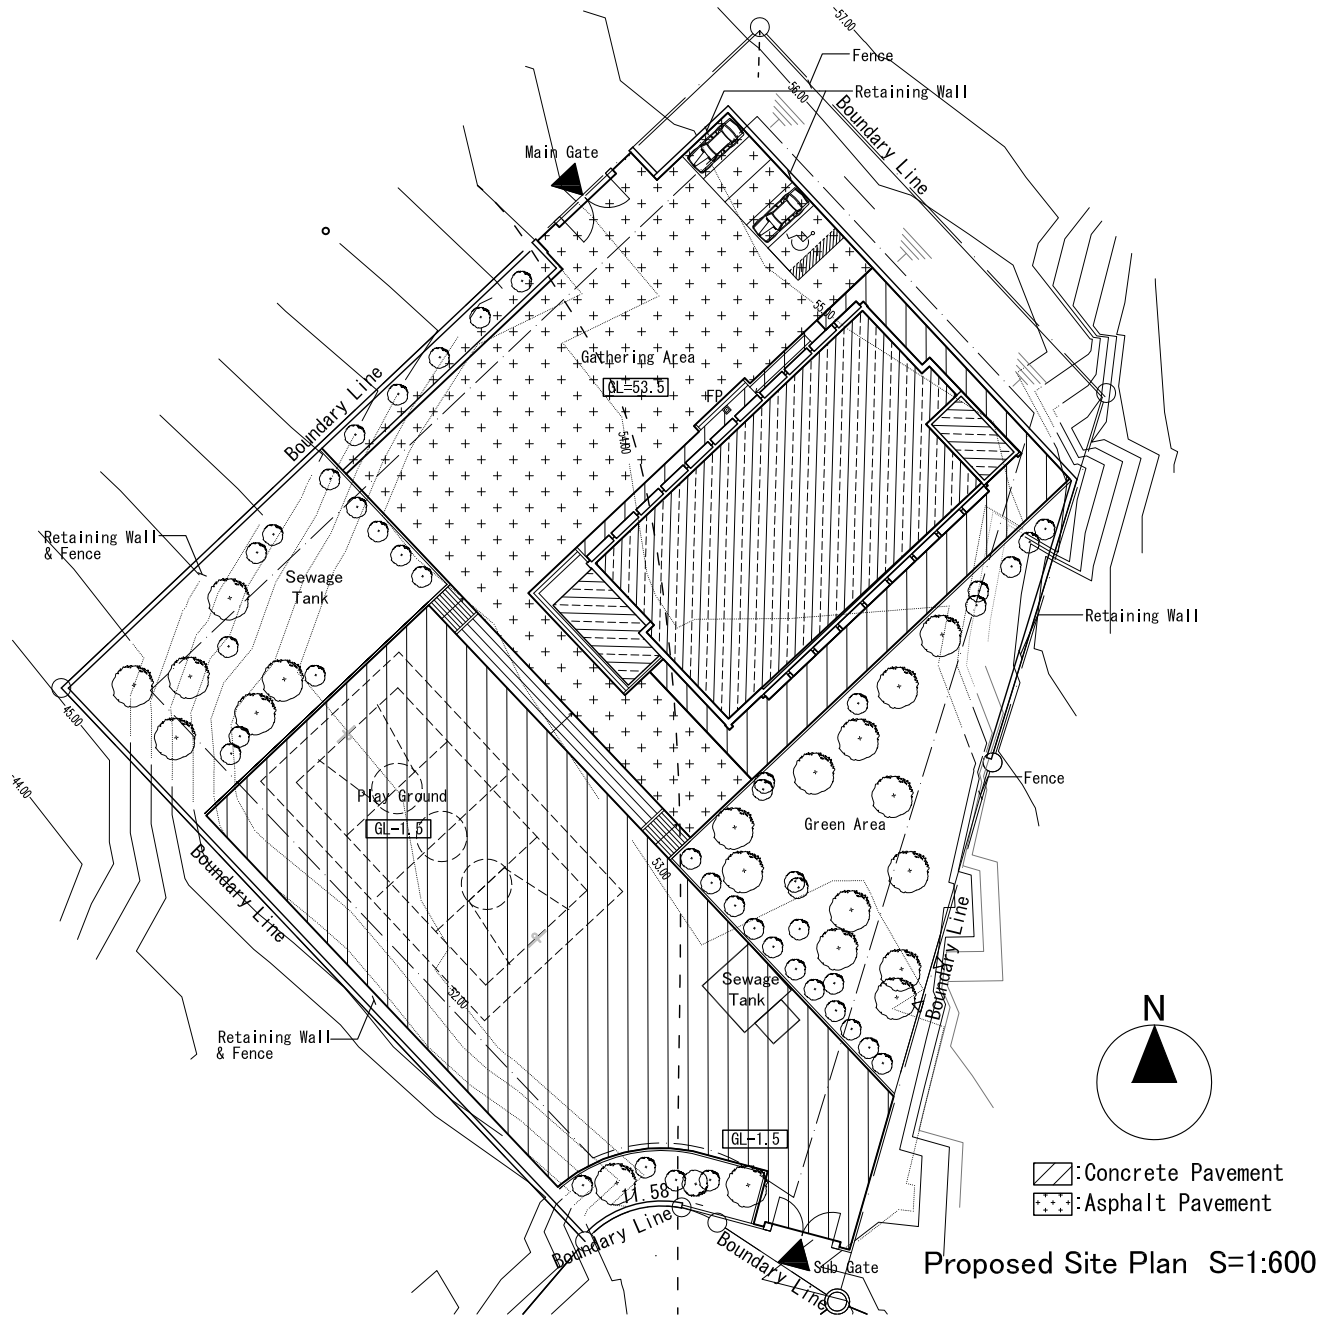 -57.00
Fence
56.00
Retaining Wall
Boundary Line
Main Gate
55.00
Gathering Area
GL=53.5
FP
Boundary Line
54.00
Retaining Wall
& Fence
Sewage
Tank
Retaining Wall
45.00
-44.00
Fence
Play Ground
GL-1.5
Green Area
53.00
Boundary Line
Boundary Line
Sewage
Tank
52.00
N
Retaining Wall
& Fence
GL-1.5
:Concrete Pavement
11.58
:Asphalt Pavement
Boundary Line
Boundary Line
Sub Gate
Proposed Site Plan S=1:600